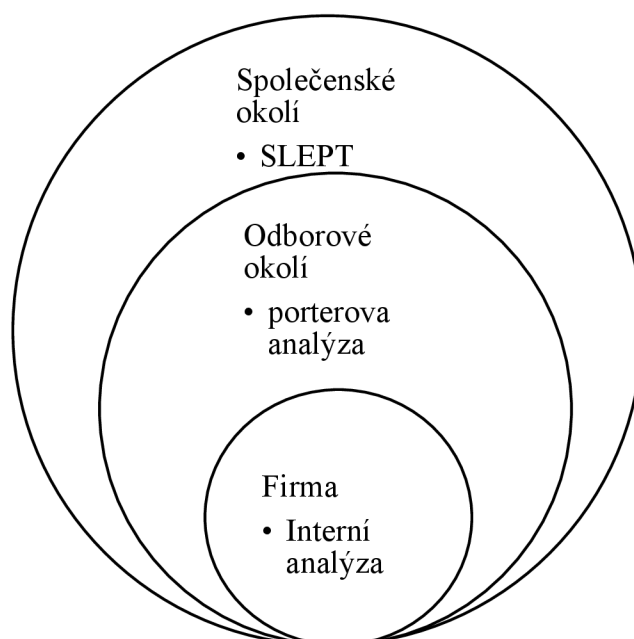 Společenské
okolí
• SLEPT
Odborové
okolí
• porterova
analýza
Firma
• Interní
analýza